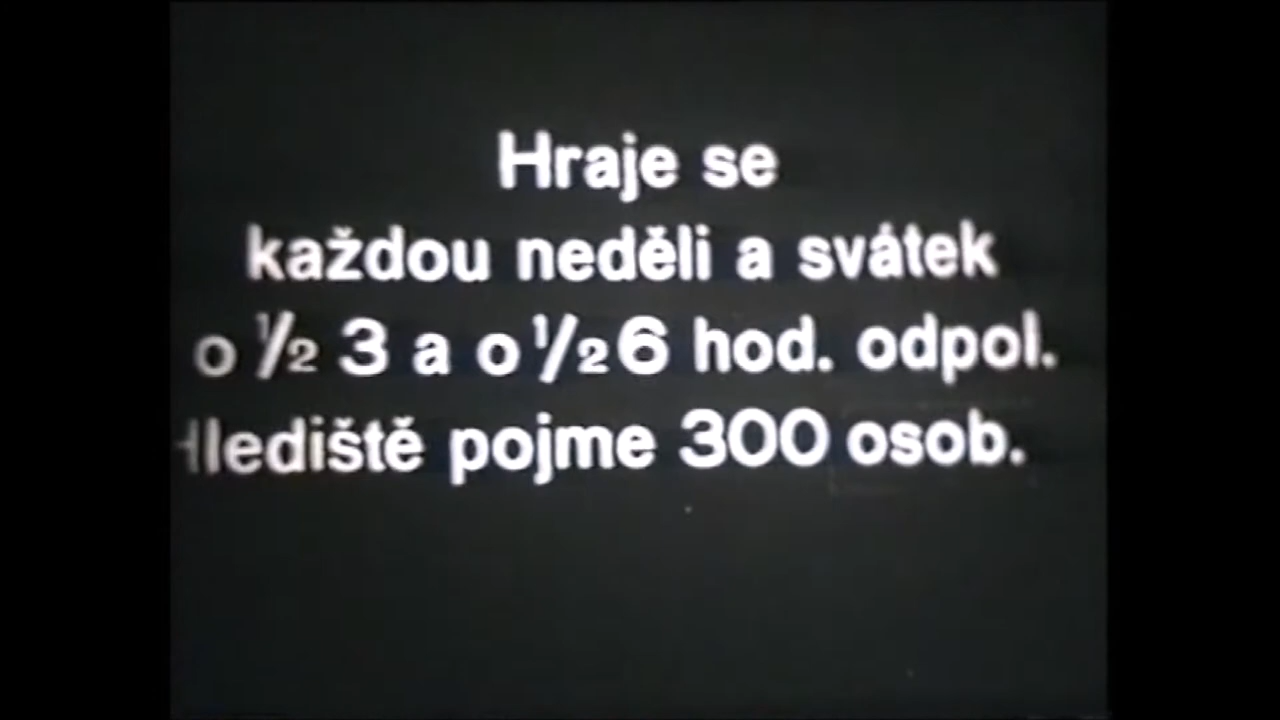 Hraje se
každou neděli a svátek
o ½ 3 a o ½ 6 hod. odpol.
Hlediště pojme 300 osob.